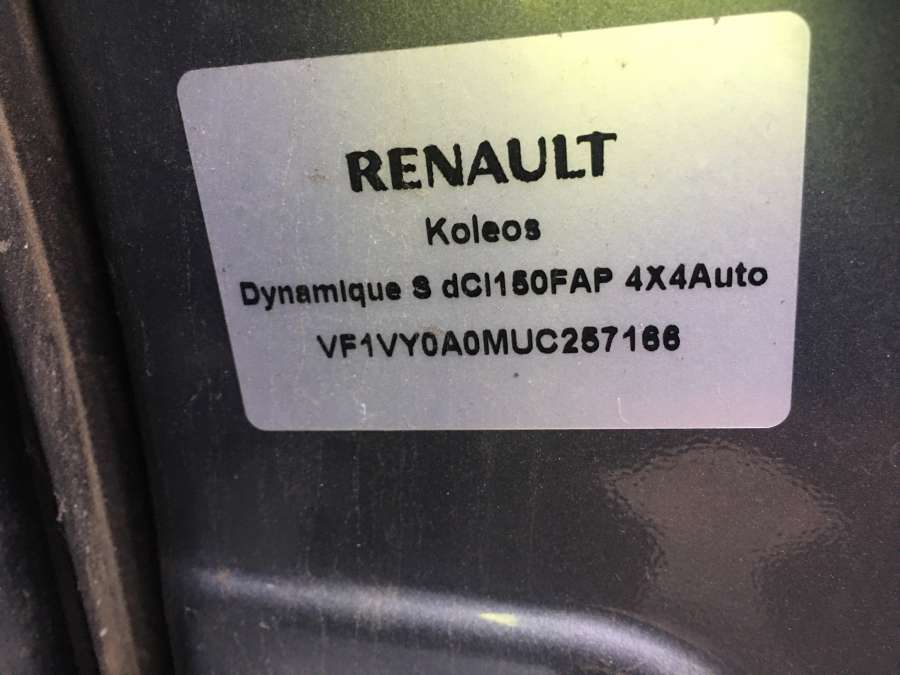 RENAULT
Koleos
Dynamique S dCi150FAP 4X4Auto
VF1VY0A0MUC257166